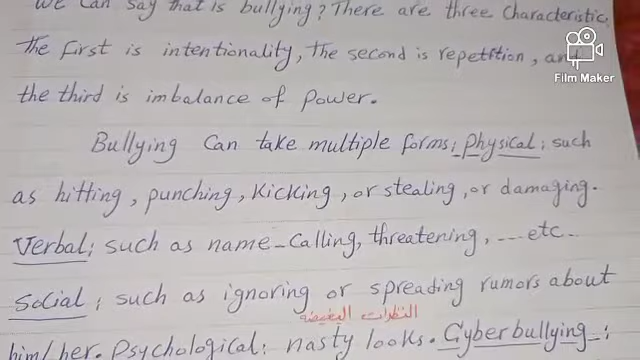 We can say that is bullying? There are three characteristic,
the first is intentionality, the second is repetition, and
the third is imbalance of power.
Film Maker
Bullying can take multiple forms; physical; such
as hitting, punching, kicking, or stealing, or damaging.
Verbal; such as name-calling, threatening, ... etc..
Social; such as ignoring or spreading rumors about
النظرات البغيضة
him/her. Psychological: nasty looks. Cyberbullying: